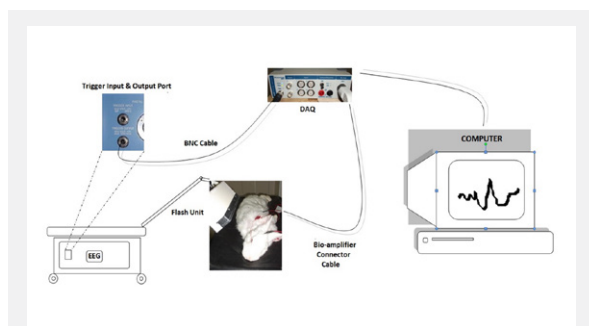 Trigger Input & Output Port
DAQ
BNC Cable
COMPUTER
Flash Unit
Bio-amplifier
Connector
Cable
EEG